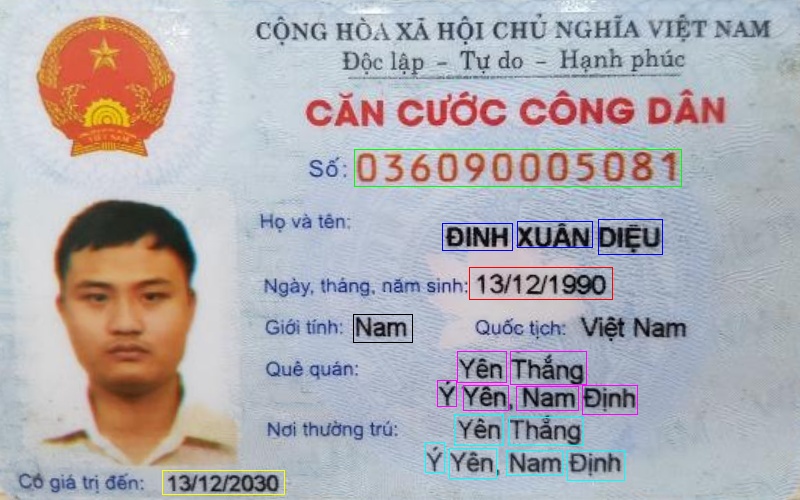 CỘNG HÒA XÃ HỘI CHỦ NGHĨA VIỆT NAM
Độc lập - Tự do - Hạnh phúc
CĂN CƯỚC CÔNG DÂN
Số: 036090005081
Họ và tên:
ĐINH XUÂN DIỆU
Ngày, tháng, năm sinh: 13/12/1990
Giới tính: Nam Quốc tịch: Việt Nam
Quê quán: Yên Thắng
Ý Yên, Nam Định
Nơi thường trú: Yên Thắng
Ý Yên, Nam Định
Có giá trị đến: 13/12/2030